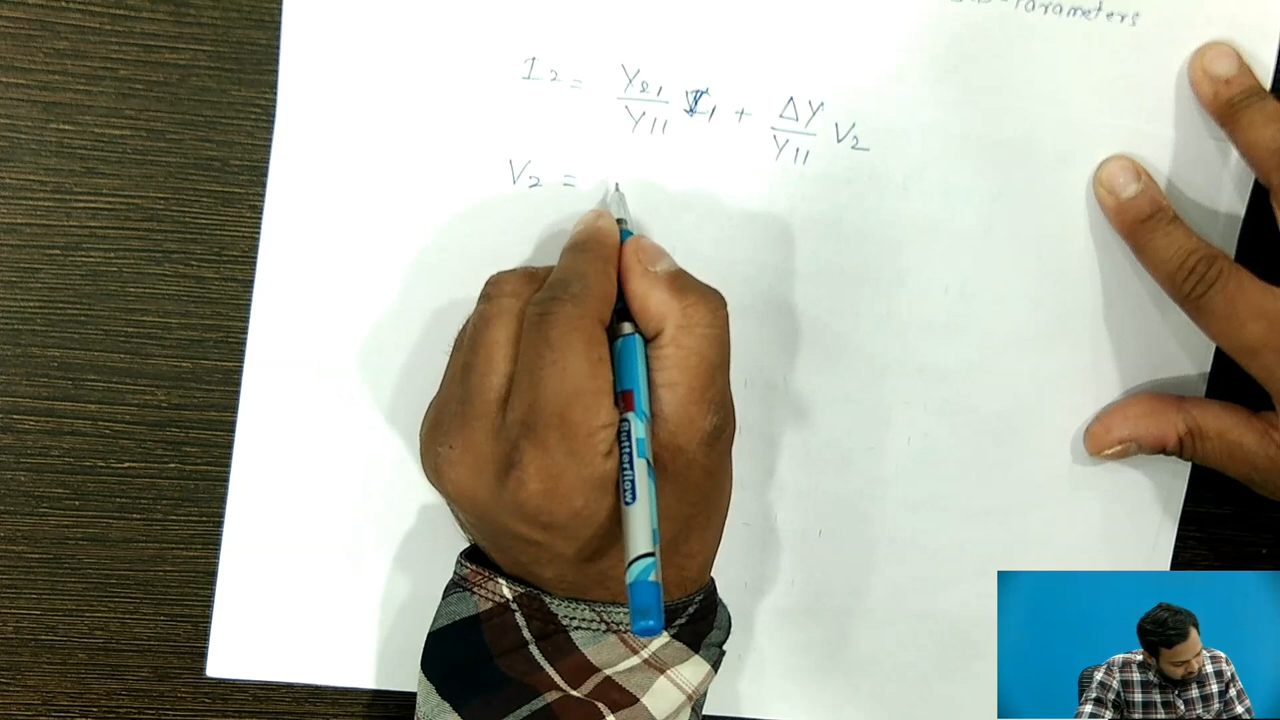 Parameters
I2 = Y21/Y11 I1 + ΔY/Y11 V2
V2 =
Butterflow